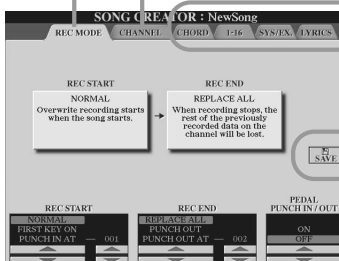 SONG CREATOR : NewSong
REC MODE CHANNEL CHORD 1-16 SYS/EX. LYRICS
REC START REC END
NORMAL
Overwrite recording starts
when the song starts.
REPLACE ALL
When recording stops, the
rest of the previously
recorded data on the
channel will be lost.
SAVE
REC START REC END PEDAL
PUNCH IN / OUT
NORMAL REPLACE ALL
FIRST KEY ON PUNCH OUT ON
PUNCH IN AT — 001 PUNCH OUT AT — 002 OFF